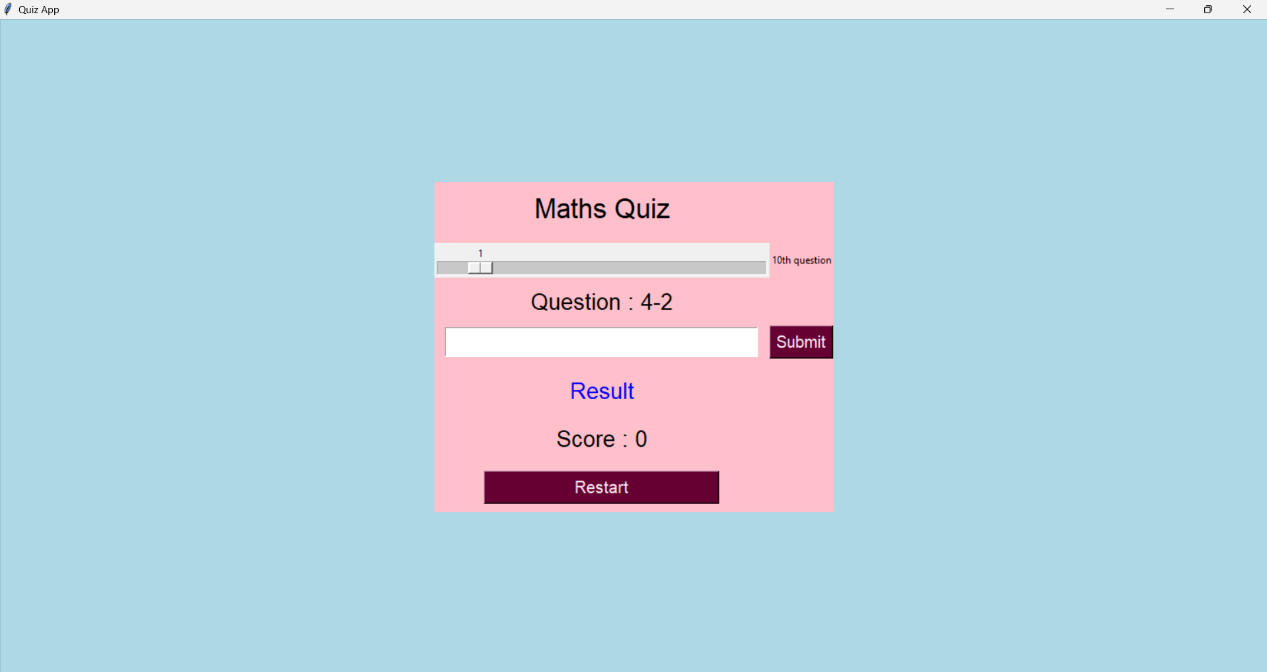 Quiz App
Maths Quiz
1
10th question
Question : 4-2
Submit
Result
Score : 0
Restart